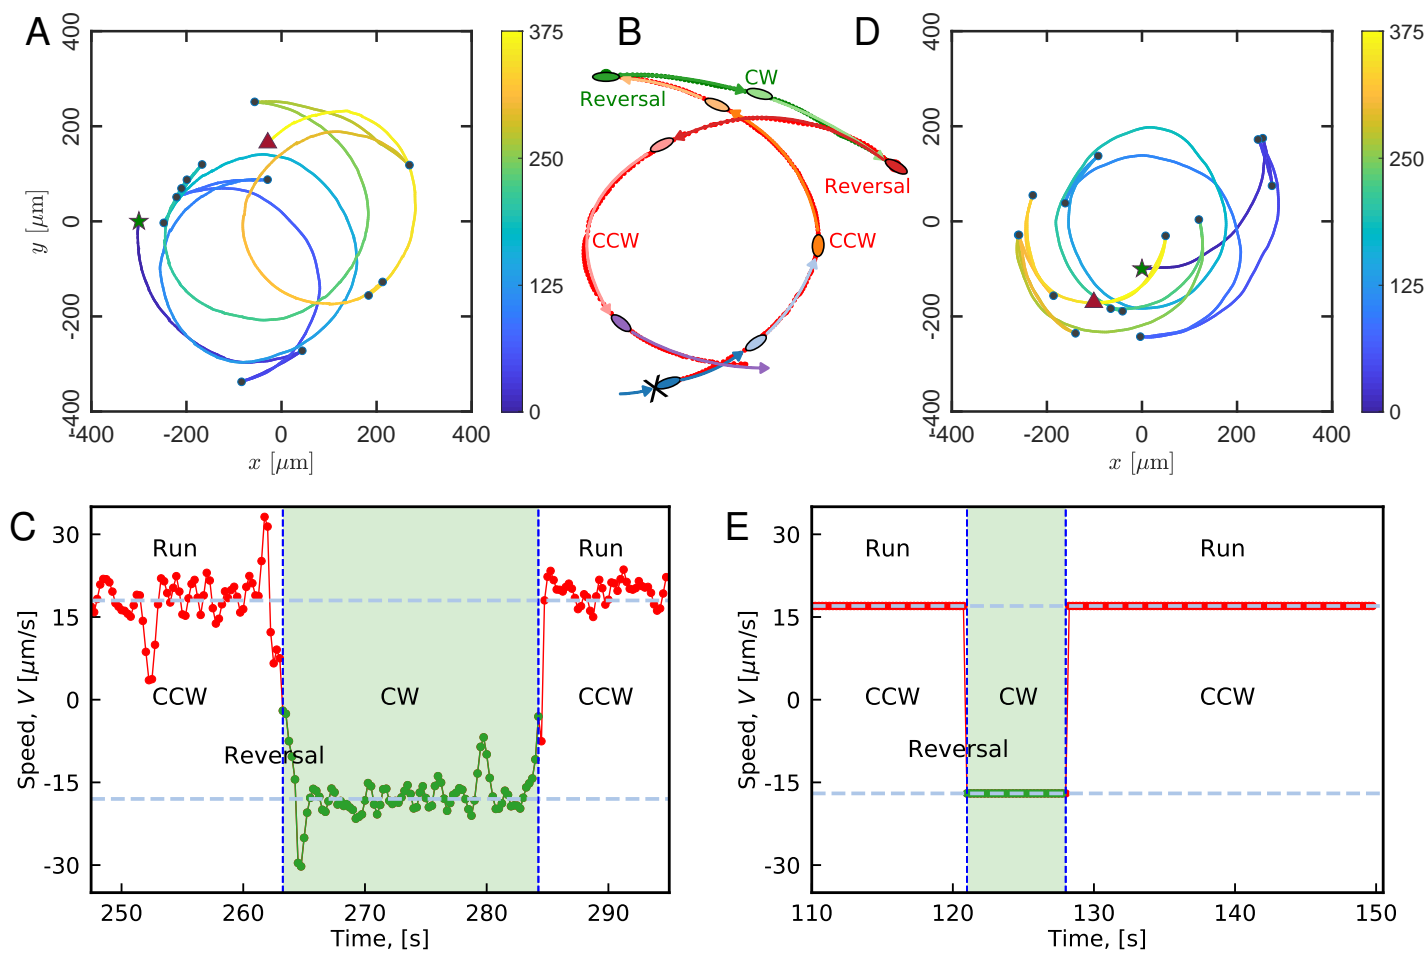 A
400
200
0
-200
-400
y [μm]
-400
-200
0
200
400
x [μm]
375
250
125
0
B
Reversal
CW
Reversal
CCW
CCW
D
400
200
0
-200
-400
-400
-200
0
200
400
x [μm]
375
250
125
0
C
30
15
0
-15
-30
Speed, V [μm/s]
Run
Run
CCW
CW
CCW
Reversal
250
260
270
280
290
Time, [s]
E
30
15
0
-15
-30
Speed, V [μm/s]
Run
Run
CCW
CW
CCW
Reversal
110
120
130
140
150
Time, [s]